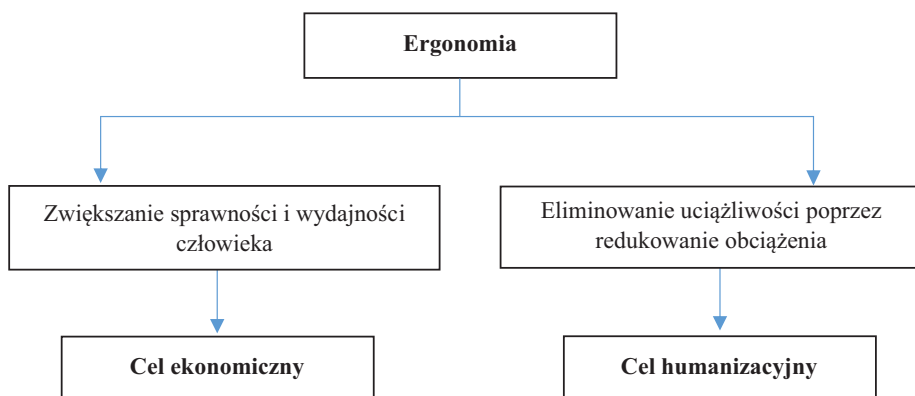 Ergonomia
Zwiększanie sprawności i wydajności
człowieka
Eliminowanie uciążliwości poprzez
redukowanie obciążenia
Cel ekonomiczny
Cel humanizacyjny